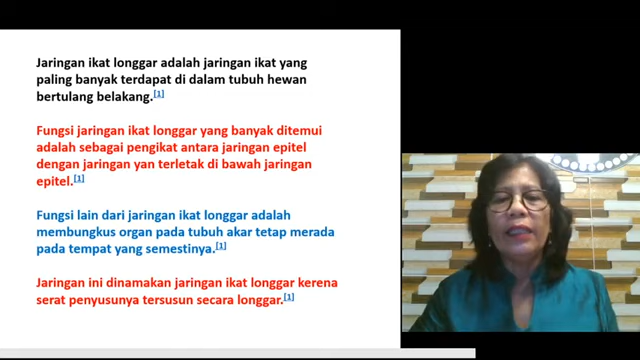 Jaringan ikat longgar adalah jaringan ikat yang
paling banyak terdapat di dalam tubuh hewan
bertulang belakang.[1]
Fungsi jaringan ikat longgar yang banyak ditemui
adalah sebagai pengikat antara jaringan epitel
dengan jaringan yan terletak di bawah jaringan
epitel.[1]
Fungsi lain dari jaringan ikat longgar adalah
membungkus organ pada tubuh akar tetap merada
pada tempat yang semestinya.[1]
Jaringan ini dinamakan jaringan ikat longgar kerena
serat penyusunya tersusun secara longgar.[1]